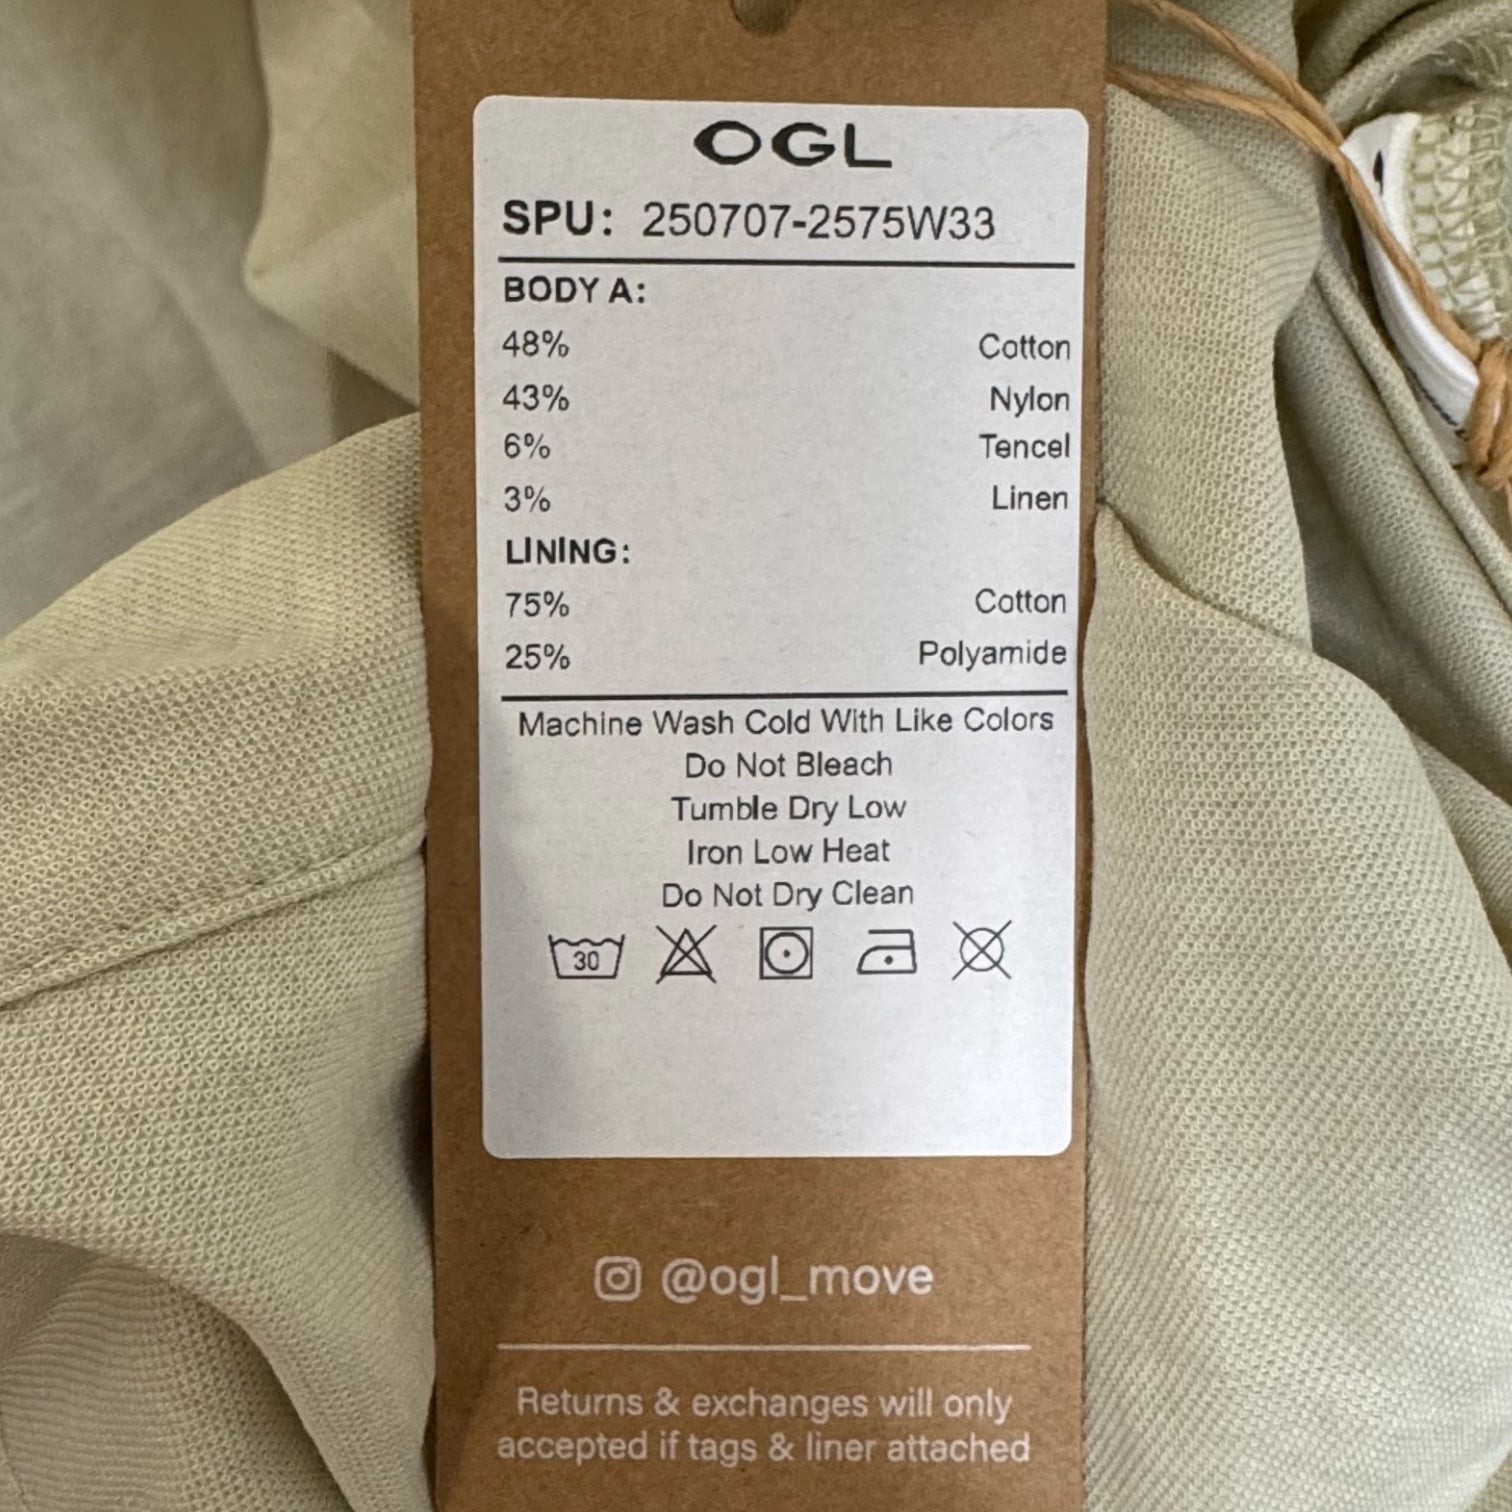 OGL
SPU: 250707-2575W33
BODY A:
48% Cotton
43% Nylon
6% Tencel
3% Linen
LINING:
75% Cotton
25% Polyamide
Machine Wash Cold With Like Colors
Do Not Bleach
Tumble Dry Low
Iron Low Heat
Do Not Dry Clean
30
@ogl_move
Returns & exchanges will only
accepted if tags & liner attached